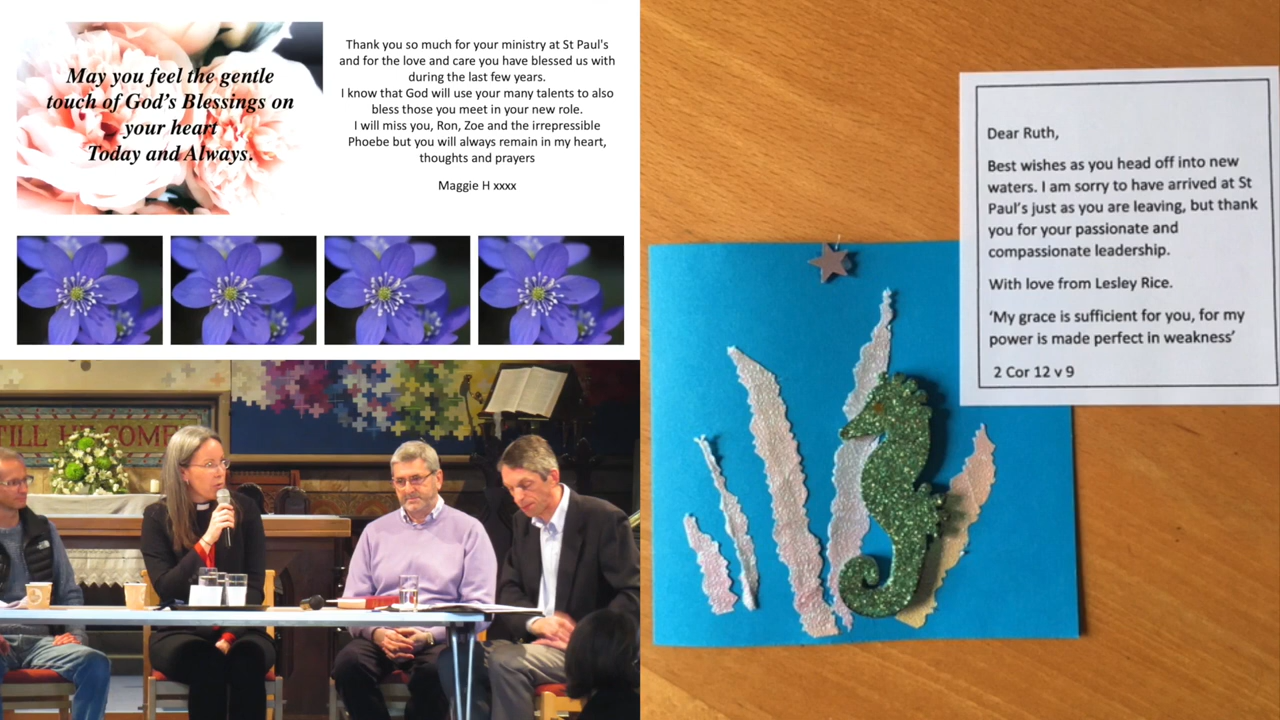 May you feel the gentle
touch of God's Blessings on
your heart
Today and Always.
Thank you so much for your ministry at St Paul's
and for the love and care you have blessed us with
during the last few years.
I know that God will use your many talents to also
bless those you meet in your new role.
I will miss you, Ron, Zoe and the irrepressible
Phoebe but you will always remain in my heart,
thoughts and prayers
Maggie H xxxx
TILL HE COME
Dear Ruth,
Best wishes as you head off into new
waters. I am sorry to have arrived at St
Paul's just as you are leaving, but thank
you for your passionate and
compassionate leadership.
With love from Lesley Rice.
'My grace is sufficient for you, for my
power is made perfect in weakness'
2 Cor 12 v 9